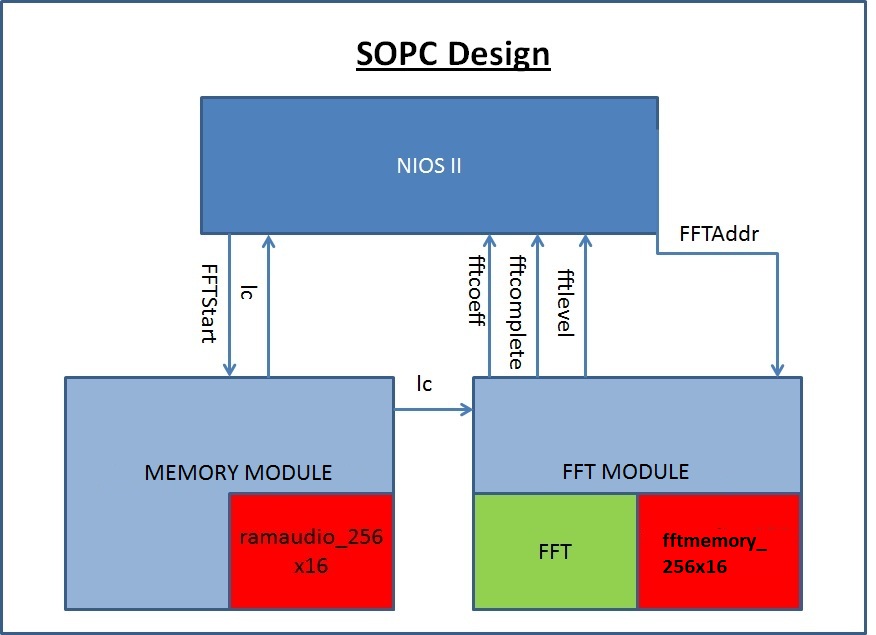 SOPC Design
NIOS II
FFTAddr
FFTStart
lc
fftcoeff
fftcomplete
fftlevel
lc
MEMORY MODULE
FFT MODULE
ramaudio_256
x16
FFT
fftmemory_
256x16